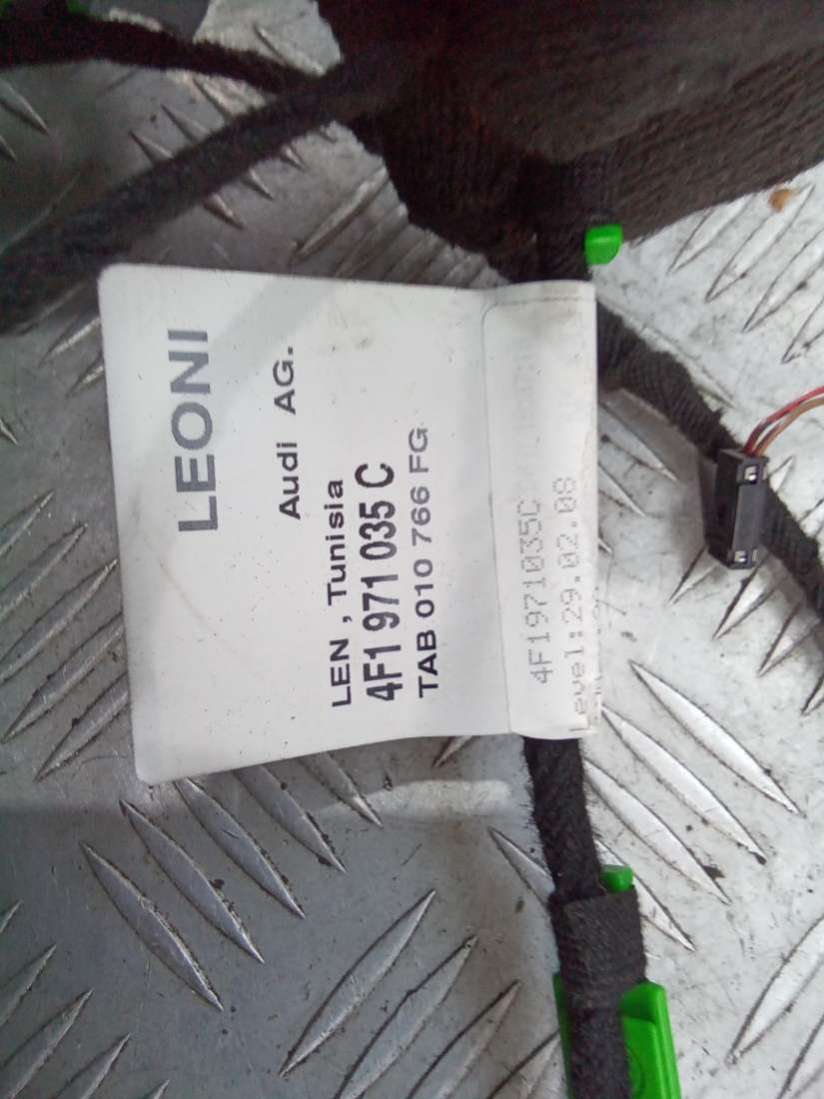 LEONI
Audi AG.
LEN , Tunisia
4F1 971 035 C
TAB 010 766 FG
4F1971035C
Level:29.02.08